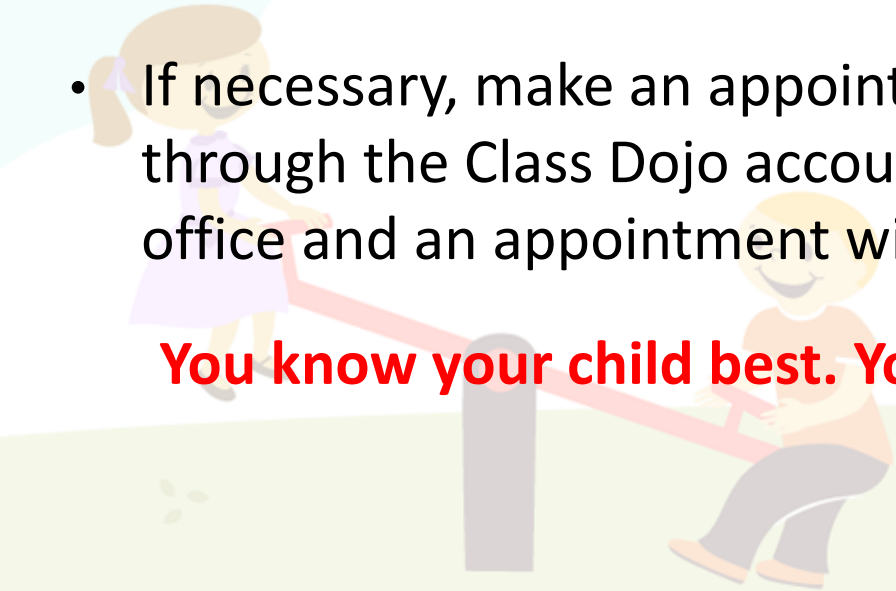 • If necessary, make an appoint
through the Class Dojo accou
office and an appointment wi
You know your child best. Yo